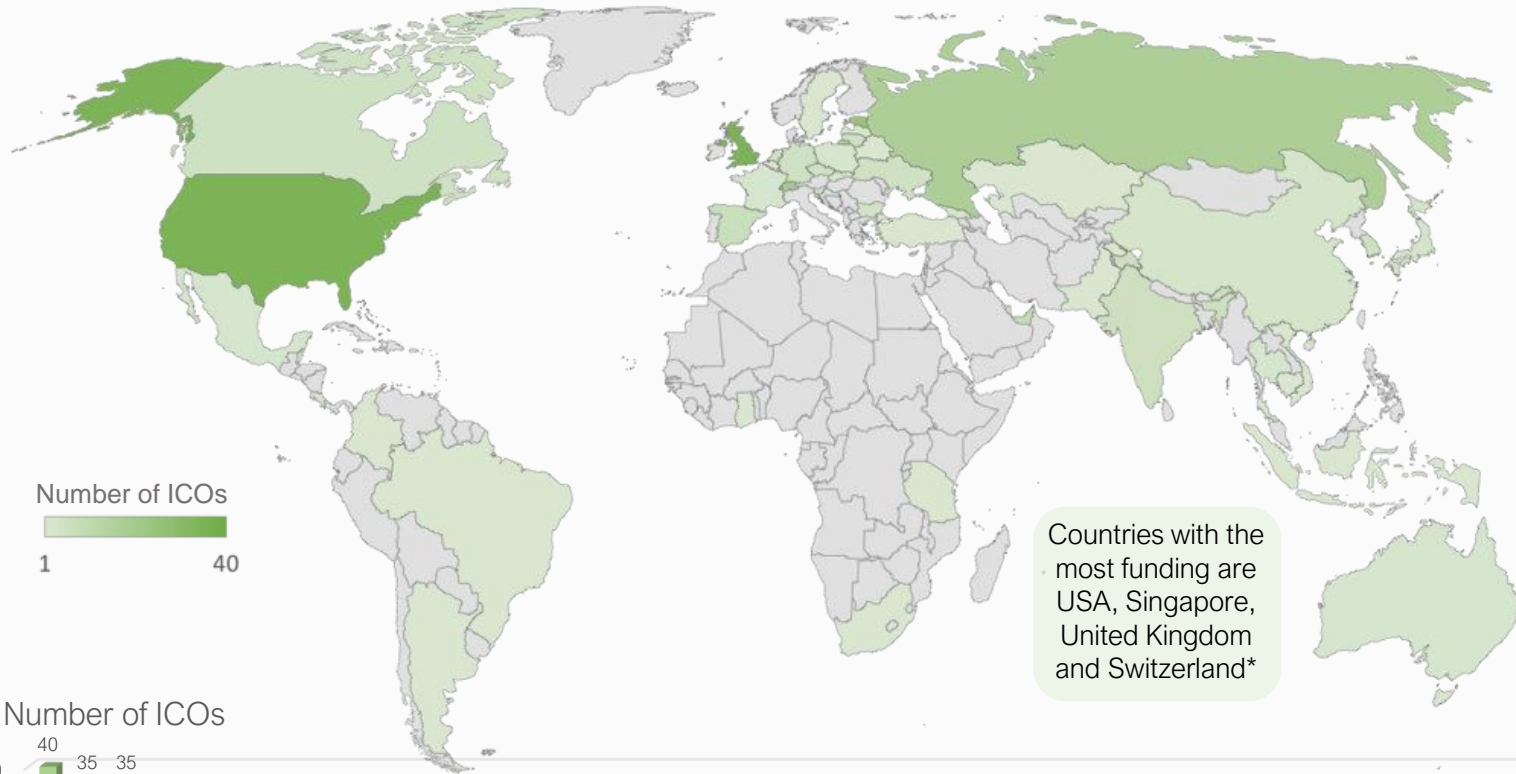 Number of ICOs
1 40
Countries with the
most funding are
USA, Singapore,
United Kingdom
and Switzerland*
Number of ICOs
40
35 35